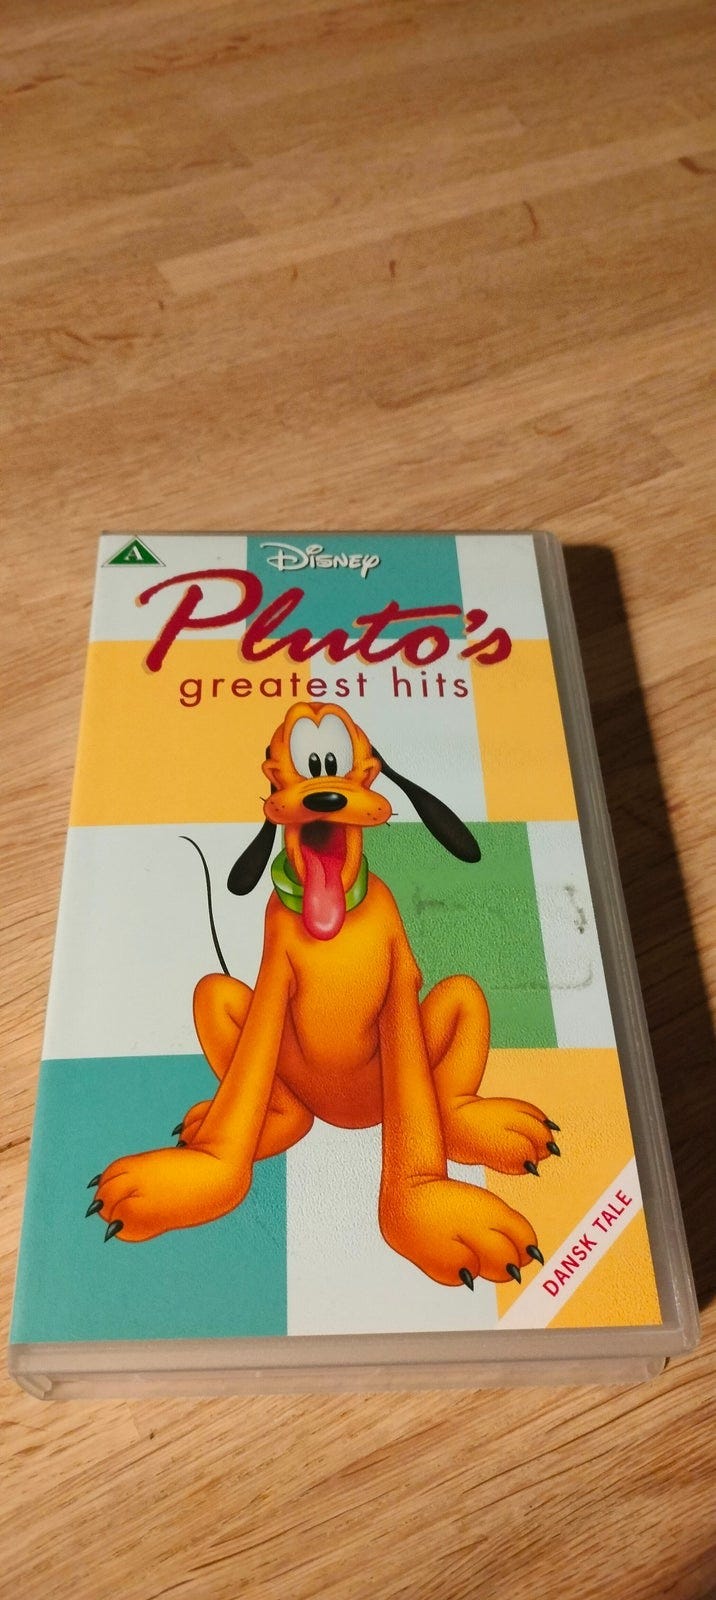 A
Disney
Pluto's
greatest hits
DANSK TALE